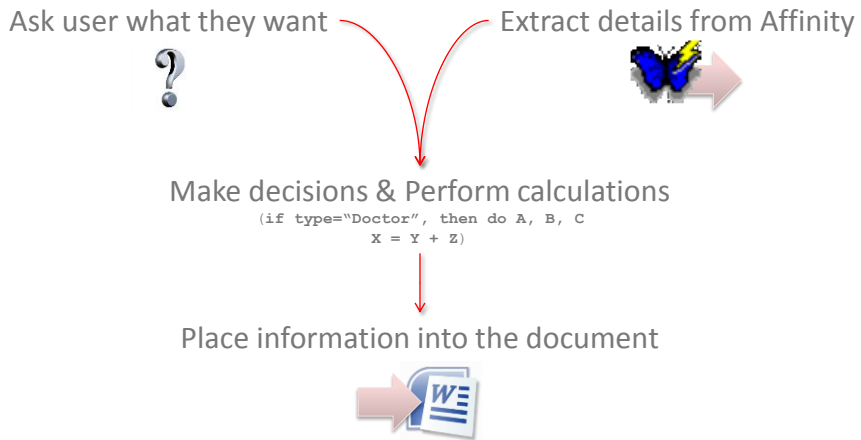 Ask user what they want
Extract details from Affinity
?
Make decisions & Perform calculations
(if type=“Doctor”, then do A, B, C
X = Y + Z)
Place information into the document
W